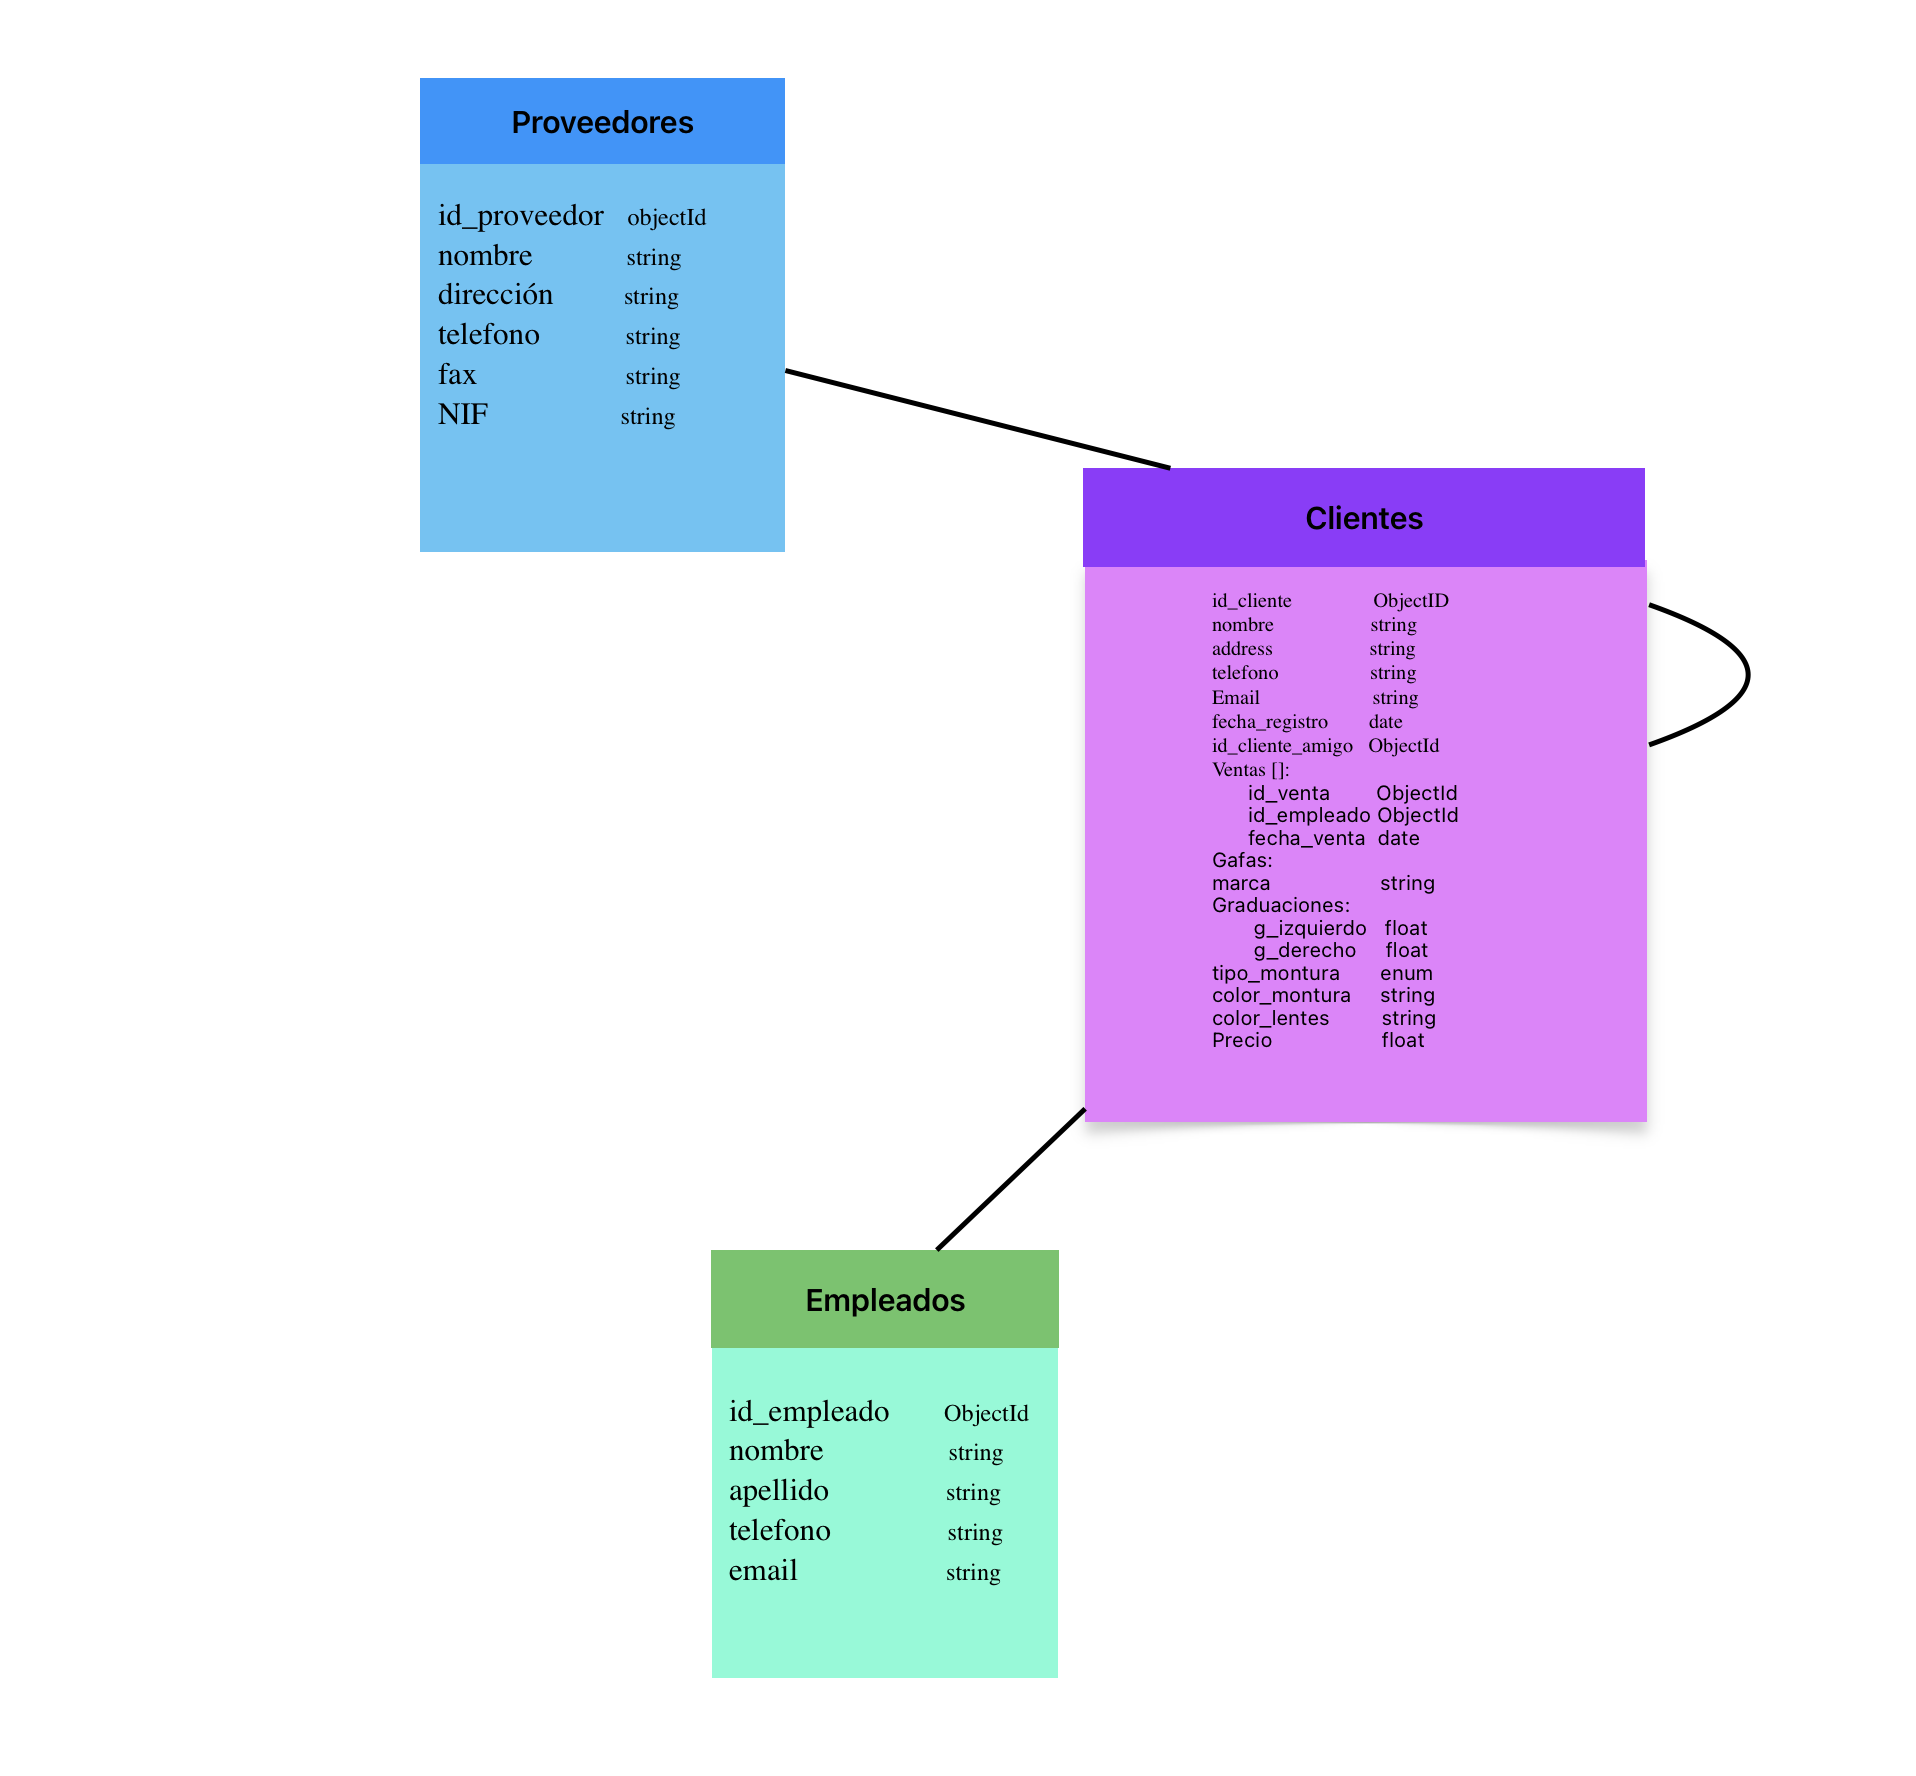 Proveedores
id_proveedor objectId
nombre string
dirección string
telefono string
fax string
NIF string
Clientes
id_cliente ObjectID
nombre string
address string
telefono string
Email string
fecha_registro date
id_cliente_amigo ObjectId
Ventas []:
id_venta ObjectId
id_empleado ObjectId
fecha_venta date
Gafas:
marca string
Graduaciones:
g_izquierdo float
g_derecho float
tipo_montura enum
color_montura string
color_lentes string
Precio float
Empleados
id_empleado ObjectId
nombre string
apellido string
telefono string
email string